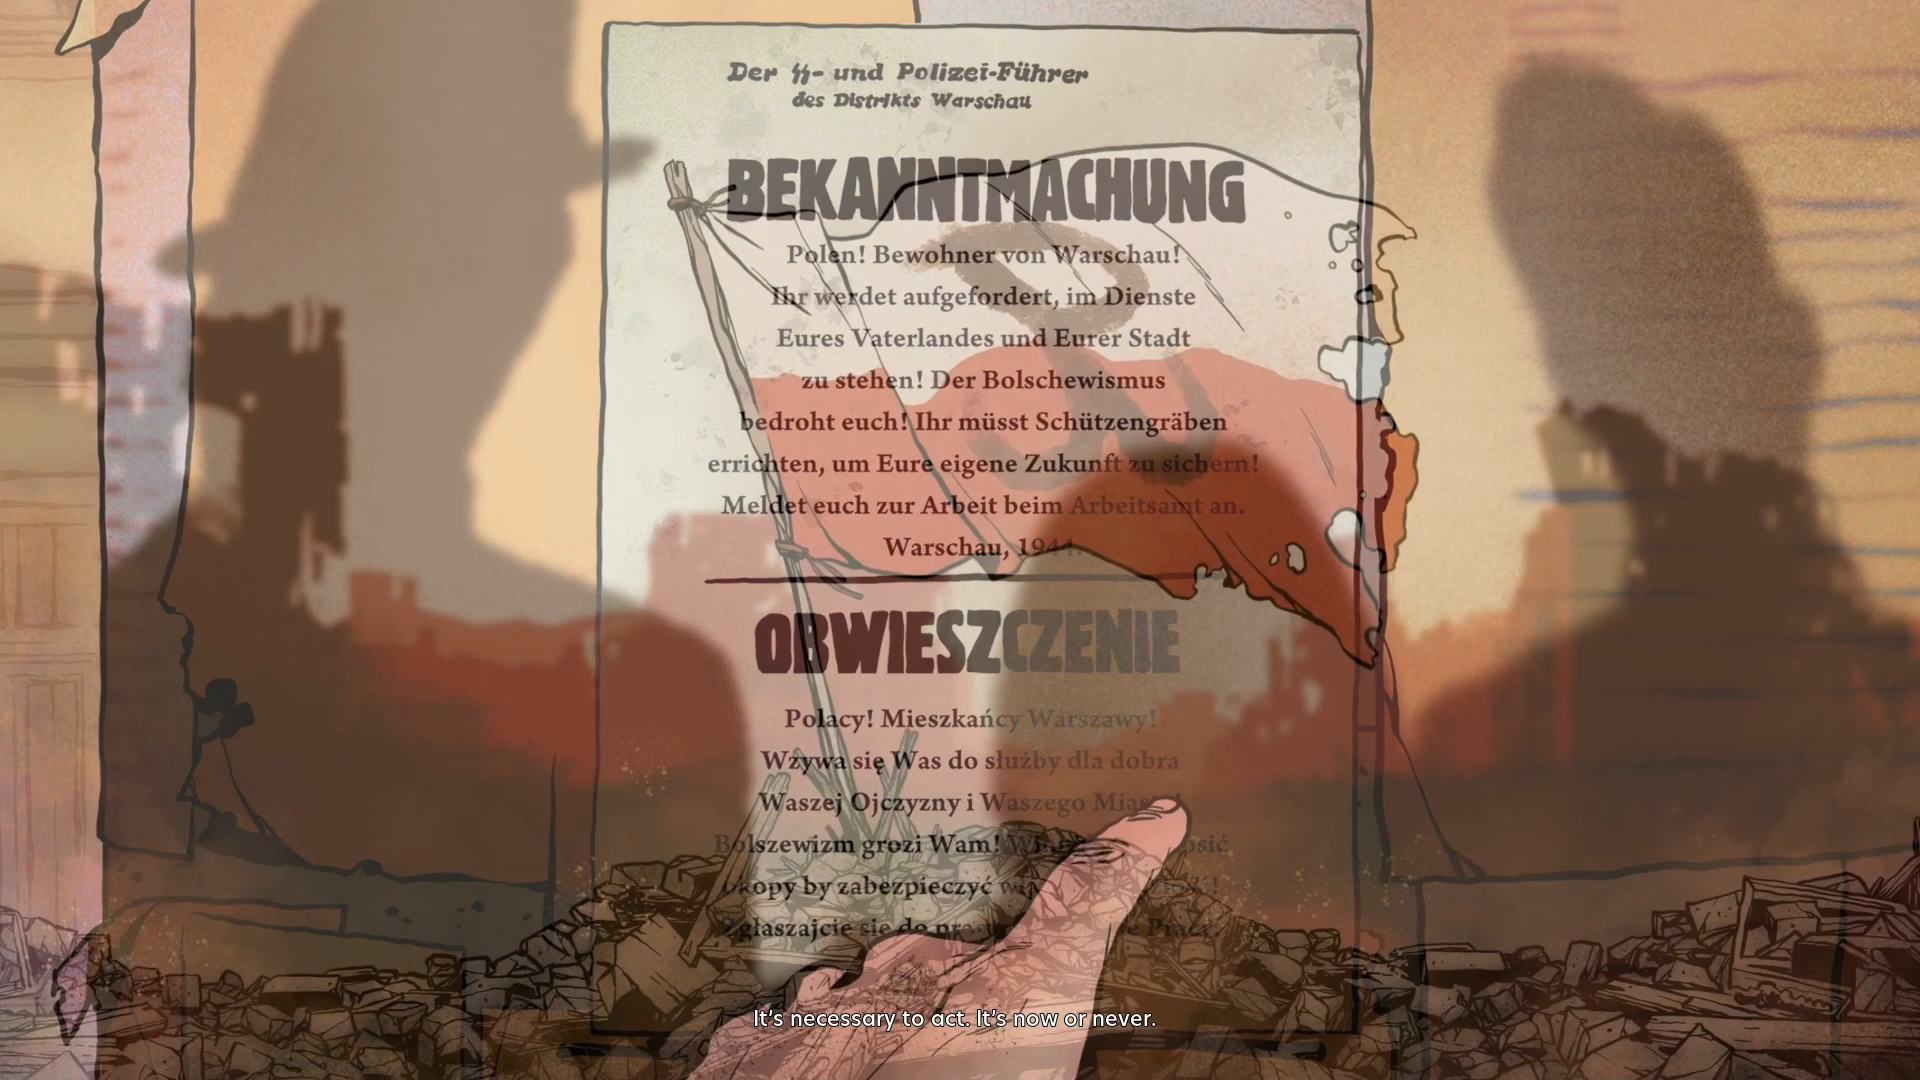 Der SS- und Polizei-Führer
des Distrikts Warschau
BEKANNTMACHUNG
Polen! Bewohner von Warschau!
Ihr werdet aufgefordert, im Dienste
Eures Vaterlandes und Eurer Stadt
zu stehen! Der Bolschewismus
bedroht euch! Ihr müsst Schützengräben
errichten, um Eure eigene Zukunft zu sichern!
Meldet euch zur Arbeit beim Arbeitsamt an.
Warschau, 1944.
OBWIESZCZENIE
Polacy! Mieszkańcy Warszawy!
Wzywa się Was do służby dla dobra
Waszej Ojczyzny i Waszego
Bolszewizm grozi Wam!
okopy by zabezpieczyć
Zgłaszajcie się do
It's necessary to act. It's now or never.